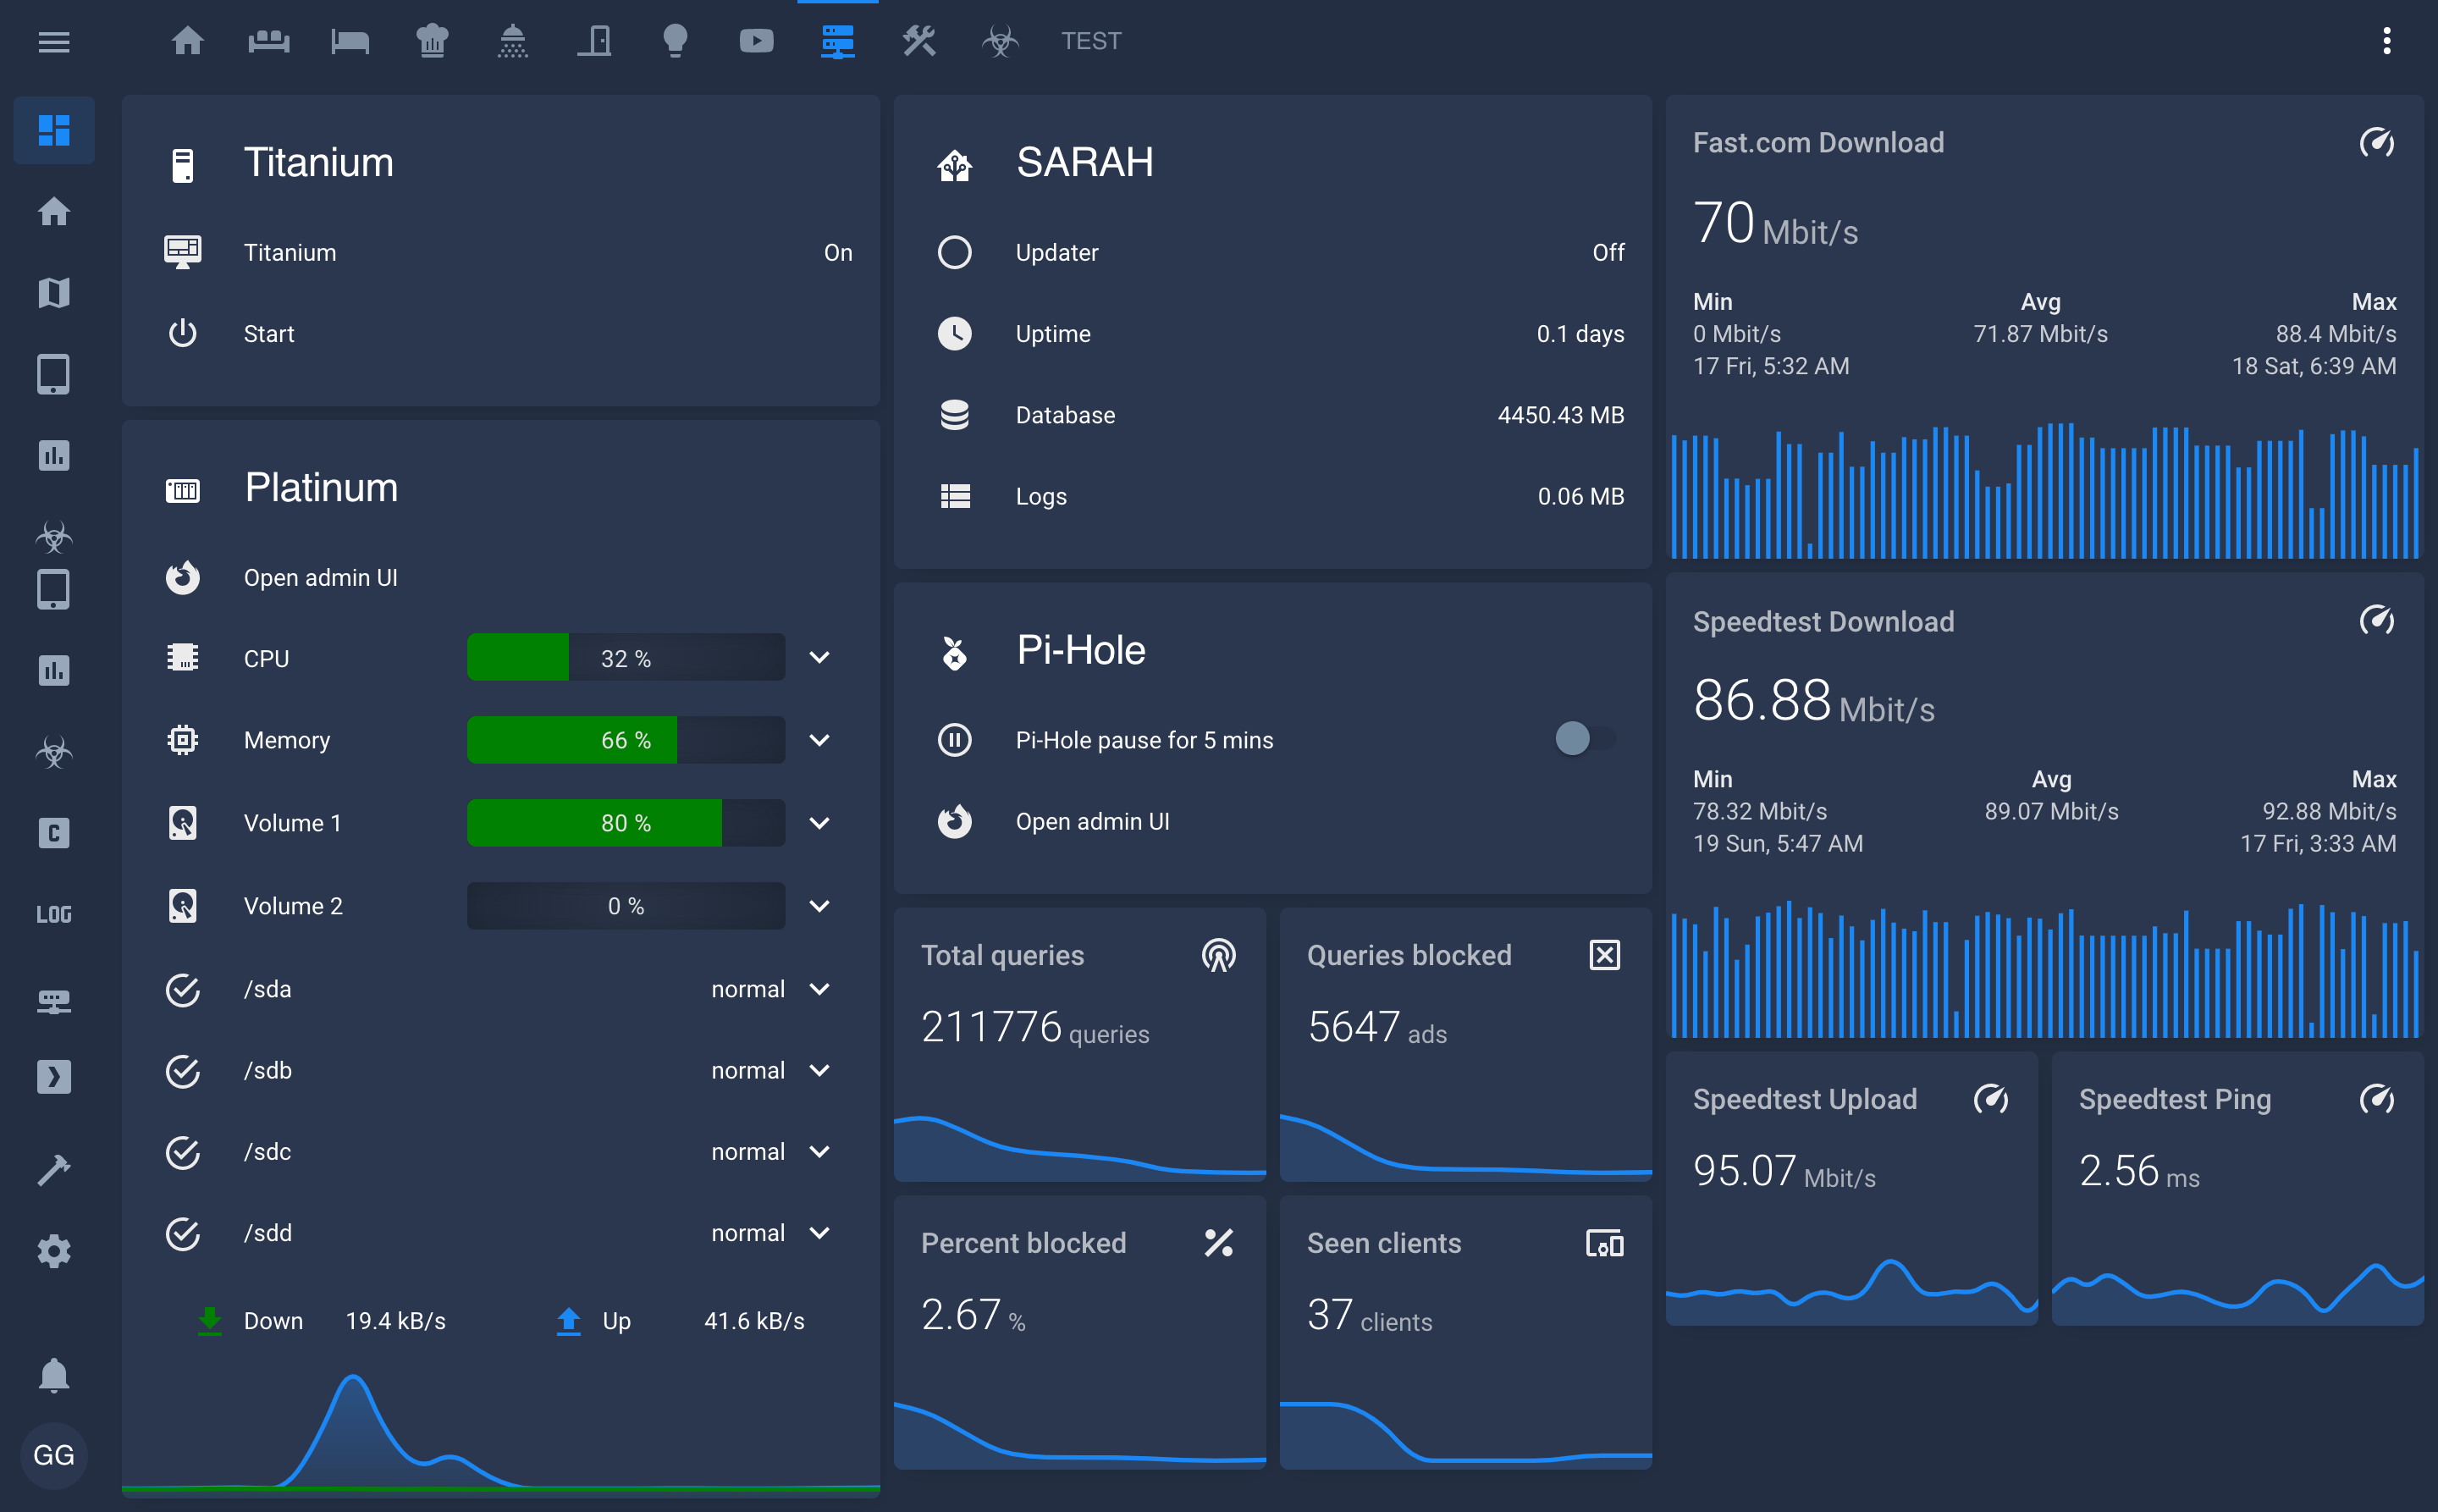 TEST
Titanium
Titanium On
Start
Platinum
Open admin UI
CPU 32 %
Memory 66 %
Volume 1 80 %
Volume 2 0 %
/sda normal
/sdb normal
/sdc normal
/sdd normal
Down 19.4 kB/s Up 41.6 kB/s
SARAH
Updater Off
Uptime 0.1 days
Database 4450.43 MB
Logs 0.06 MB
Pi-Hole
Pi-Hole pause for 5 mins
Open admin UI
Total queries
211776 queries
Queries blocked
5647 ads
Percent blocked
2.67 %
Seen clients
37 clients
Fast.com Download
70 Mbit/s
Min Avg Max
0 Mbit/s 71.87 Mbit/s 88.4 Mbit/s
17 Fri, 5:32 AM 18 Sat, 6:39 AM
Speedtest Download
86.88 Mbit/s
Min Avg Max
78.32 Mbit/s 89.07 Mbit/s 92.88 Mbit/s
19 Sun, 5:47 AM 17 Fri, 3:33 AM
Speedtest Upload
95.07 Mbit/s
Speedtest Ping
2.56 ms
C
LOG
GG